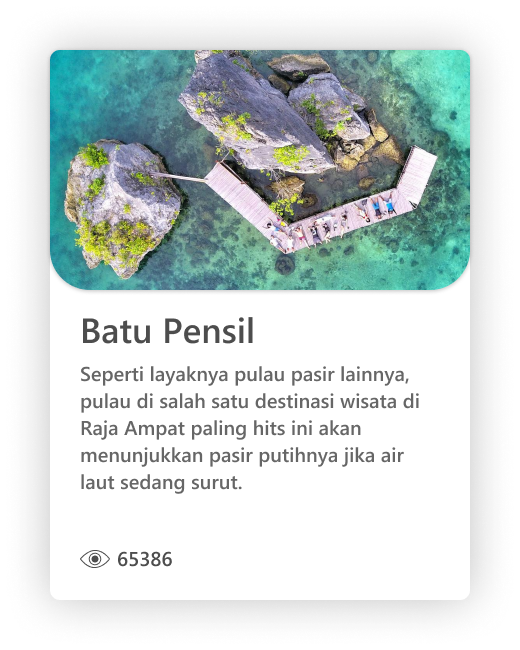 Batu Pensil
Seperti layaknya pulau pasir lainnya,
pulau di salah satu destinasi wisata di
Raja Ampat paling hits ini akan
menunjukkan pasir putihnya jika air
laut sedang surut.
65386